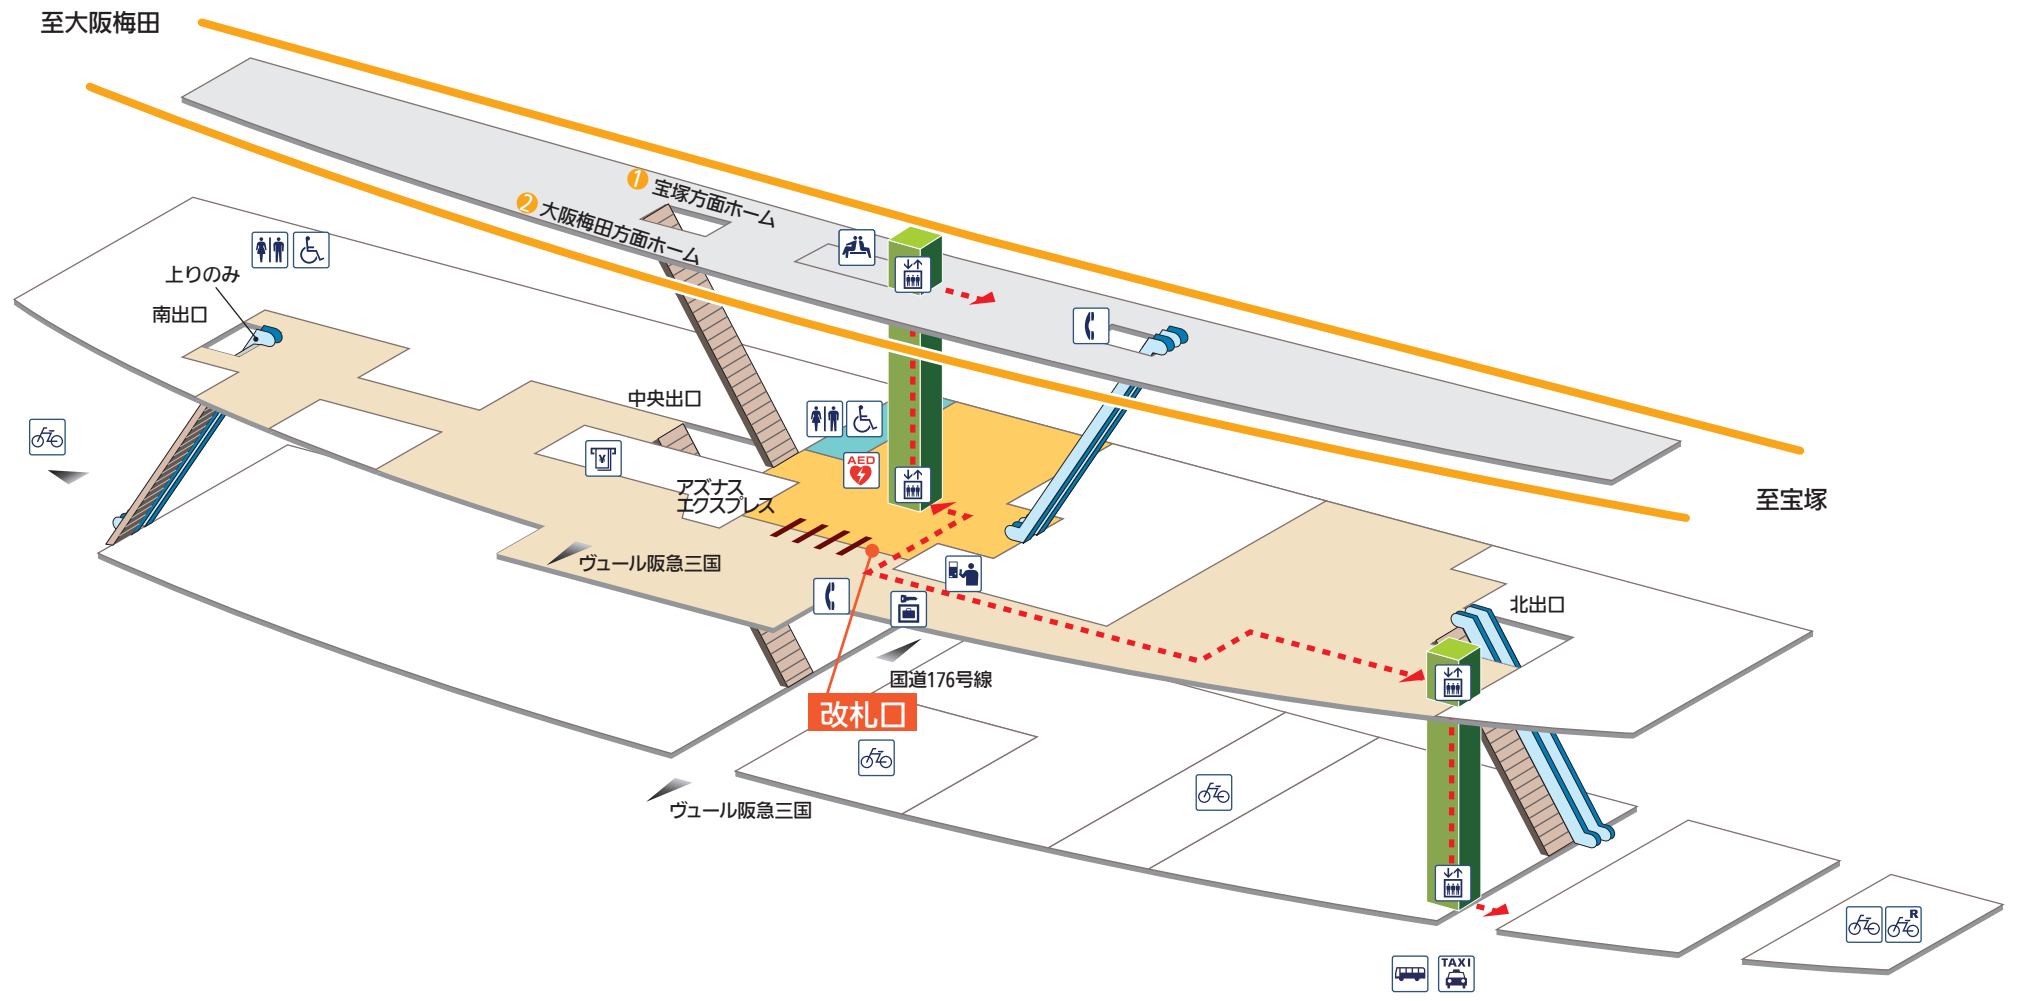 至大阪梅田
1 宝塚方面ホーム
2 大阪梅田方面ホーム
上りのみ
南出口
中央出口
AED
¥
アズナス
エクスプレス
至宝塚
ヴュール阪急三国
北出口
国道176号線
改札口
ヴュール阪急三国
R
TAXI